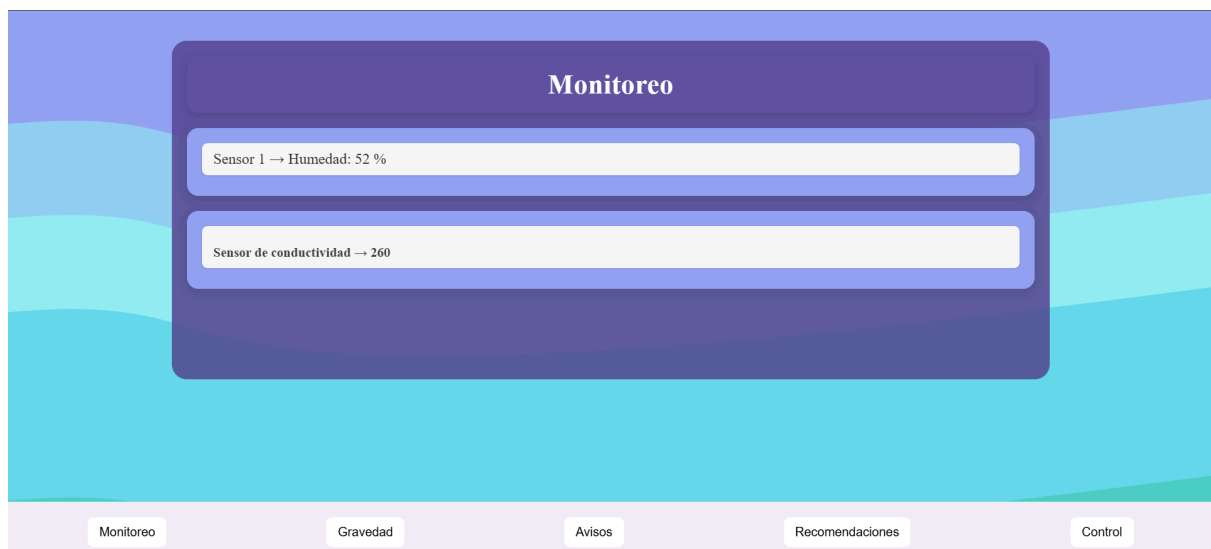 Monitoreo
Sensor 1 → Humedad: 52 %
Sensor de conductividad → 260
Monitoreo
Gravedad
Avisos
Recomendaciones
Control